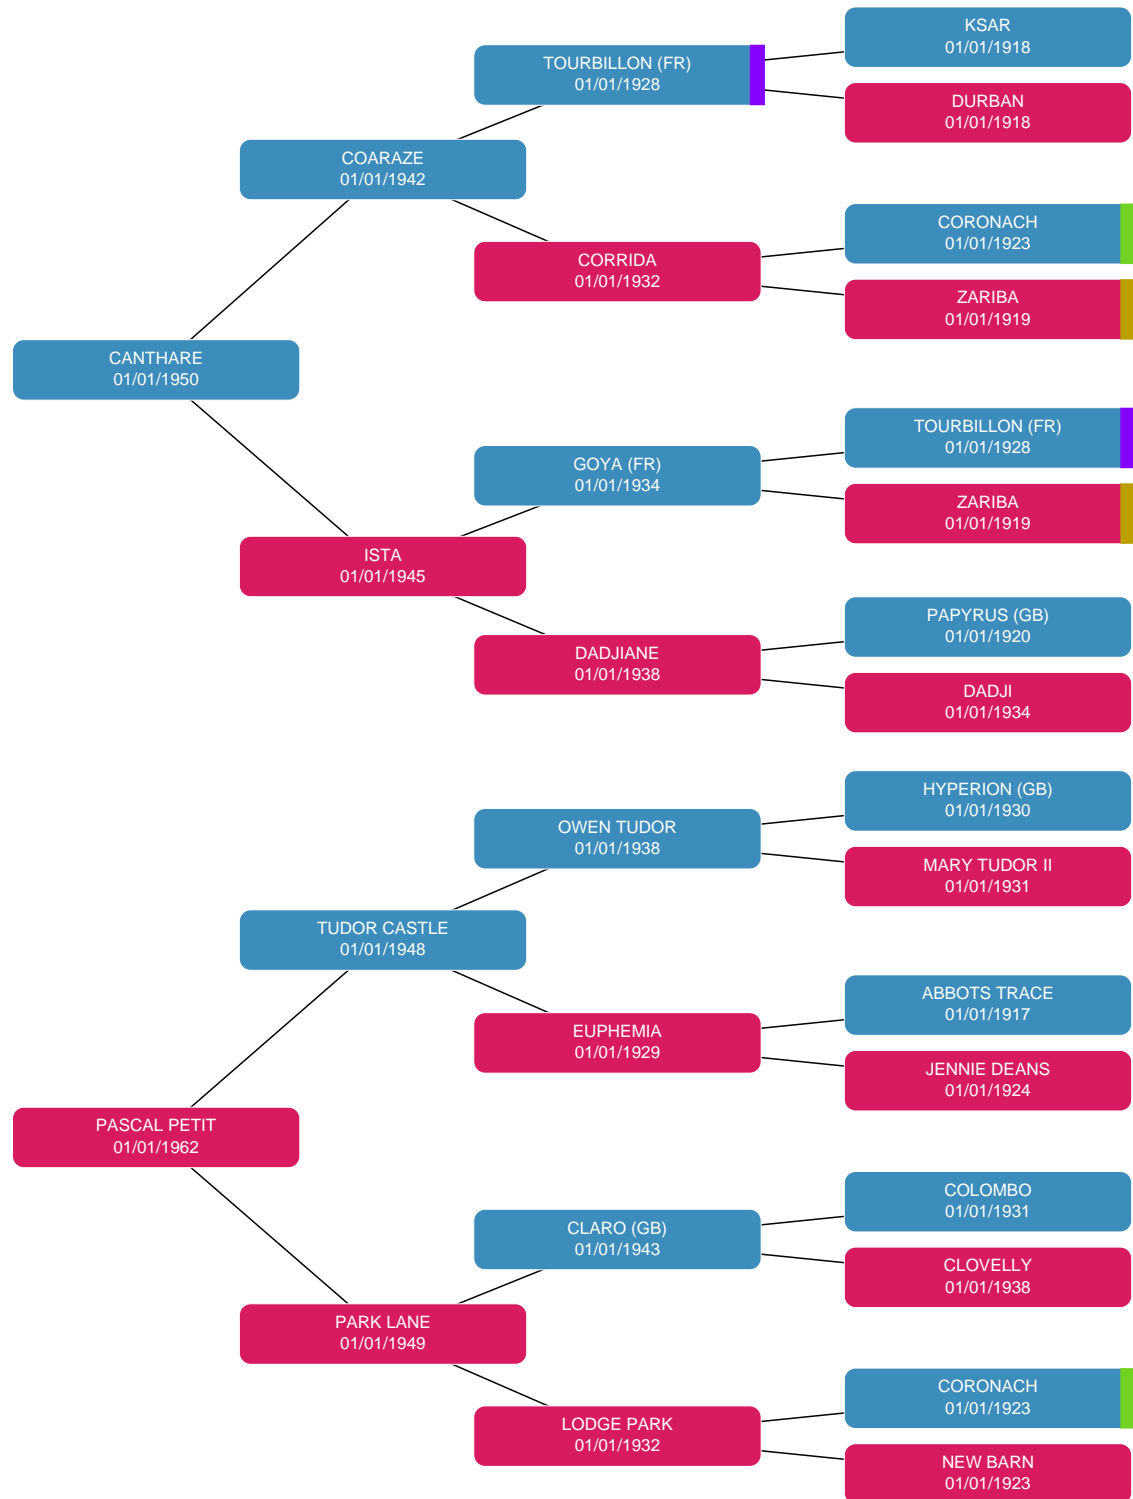 KSAR
01/01/1918
TOURBILLON (FR)
01/01/1928
DURBAN
01/01/1918
COARAZE
01/01/1942
CORONACH
01/01/1923
CORRIDA
01/01/1932
ZARIBA
01/01/1919
CANTHARE
01/01/1950
TOURBILLON (FR)
01/01/1928
GOYA (FR)
01/01/1934
ZARIBA
01/01/1919
ISTA
01/01/1945
PAPYRUS (GB)
01/01/1920
DADJIANE
01/01/1938
DADJI
01/01/1934
HYPERION (GB)
01/01/1930
OWEN TUDOR
01/01/1938
MARY TUDOR II
01/01/1931
TUDOR CASTLE
01/01/1948
ABBOTS TRACE
01/01/1917
EUPHEMIA
01/01/1929
JENNIE DEANS
01/01/1924
PASCAL PETIT
01/01/1962
COLOMBO
01/01/1931
CLARO (GB)
01/01/1943
CLOVELLY
01/01/1938
PARK LANE
01/01/1949
CORONACH
01/01/1923
LODGE PARK
01/01/1932
NEW BARN
01/01/1923